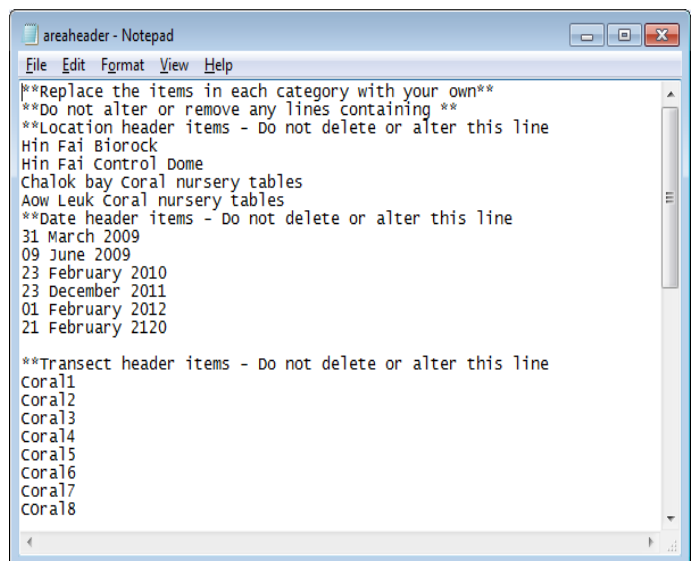 areaheader - Notepad
File Edit Format View Help
**Replace the items in each category with your own**
**Do not alter or remove any lines containing **
**Location header items - Do not delete or alter this line
Hin Fai Biorock
Hin Fai Control Dome
Chalok bay Coral nursery tables
Aow Leuk Coral nursery tables
**Date header items - Do not delete or alter this line
31 March 2009
09 June 2009
23 February 2010
23 December 2011
01 February 2012
21 February 2120
**Transect header items - Do not delete or alter this line
Coral1
Coral2
Coral3
Coral4
Coral5
Coral6
Coral7
COral8